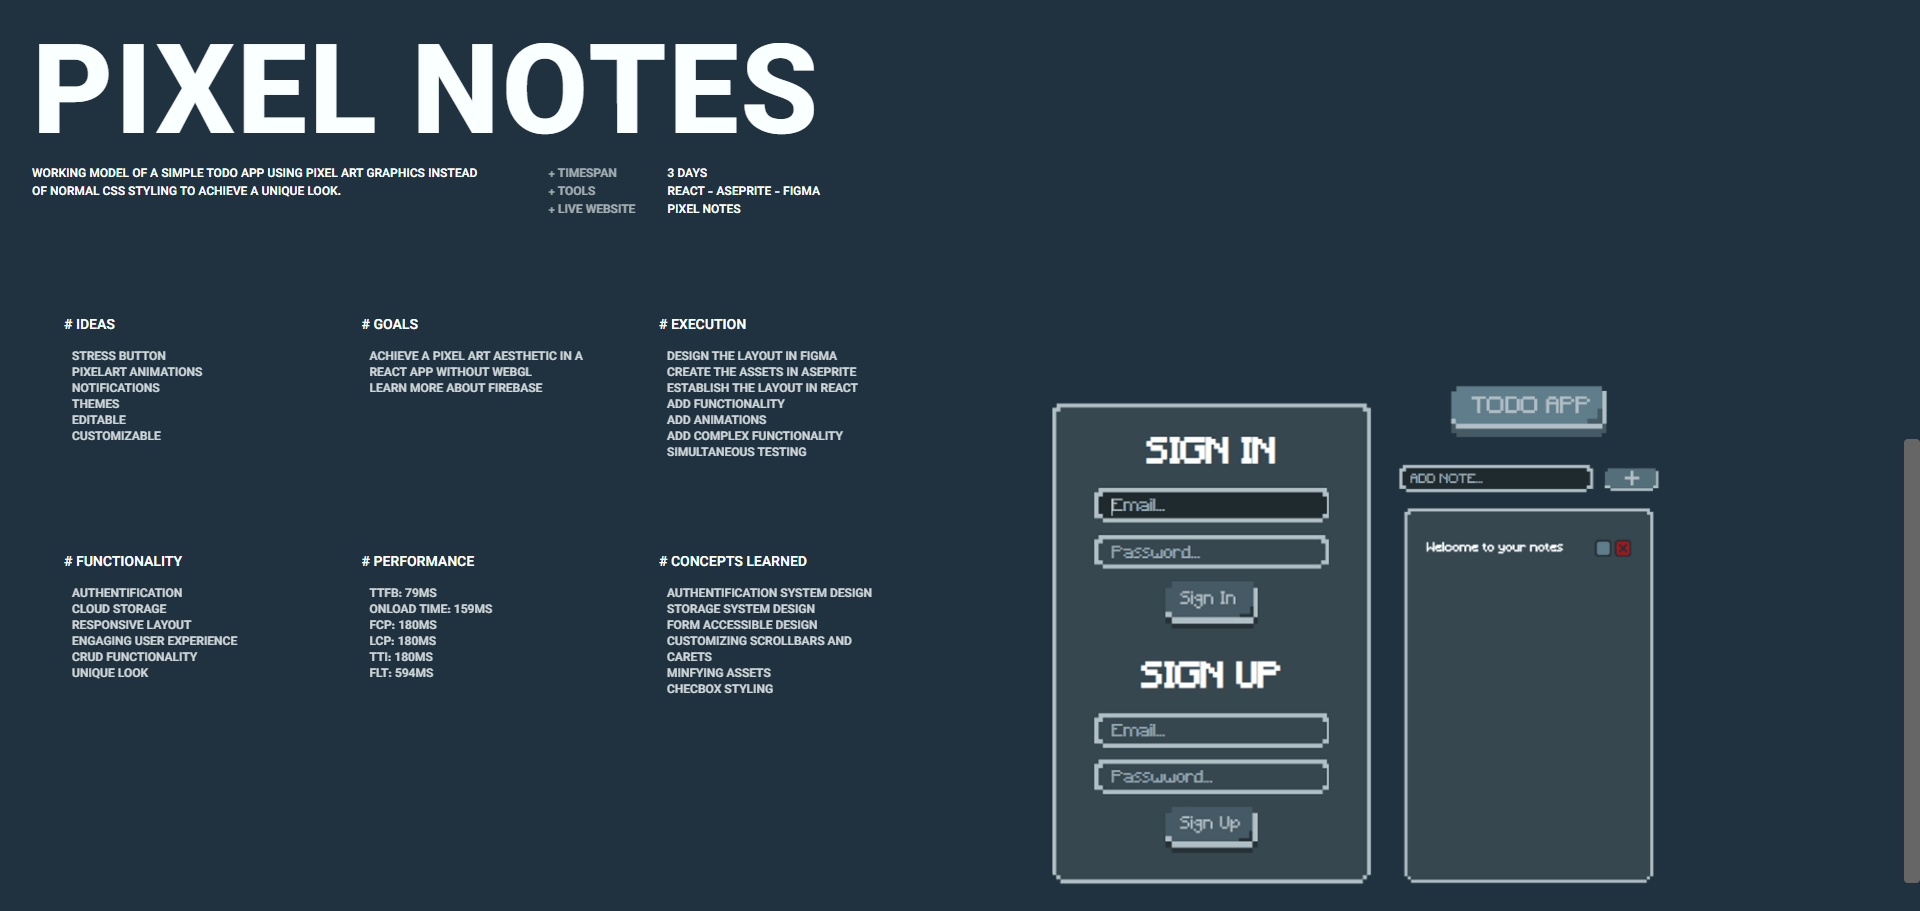 PIXEL NOTES
WORKING MODEL OF A SIMPLE TODO APP USING PIXEL ART GRAPHICS INSTEAD
OF NORMAL CSS STYLING TO ACHIEVE A UNIQUE LOOK.
+ TIMESPAN 3 DAYS
+ TOOLS REACT - ASEPRITE - FIGMA
+ LIVE WEBSITE PIXEL NOTES
# IDEAS
STRESS BUTTON
PIXELART ANIMATIONS
NOTIFICATIONS
THEMES
EDITABLE
CUSTOMIZABLE
# GOALS
ACHIEVE A PIXEL ART AESTHETIC IN A
REACT APP WITHOUT WEBGL
LEARN MORE ABOUT FIREBASE
# EXECUTION
DESIGN THE LAYOUT IN FIGMA
CREATE THE ASSETS IN ASEPRITE
ESTABLISH THE LAYOUT IN REACT
ADD FUNCTIONALITY
ADD ANIMATIONS
ADD COMPLEX FUNCTIONALITY
SIMULTANEOUS TESTING
# FUNCTIONALITY
AUTHENTIFICATION
CLOUD STORAGE
RESPONSIVE LAYOUT
ENGAGING USER EXPERIENCE
CRUD FUNCTIONALITY
UNIQUE LOOK
# PERFORMANCE
TTFB: 79MS
ONLOAD TIME: 159MS
FCP: 180MS
LCP: 180MS
TTI: 180MS
FLT: 594MS
# CONCEPTS LEARNED
AUTHENTIFICATION SYSTEM DESIGN
STORAGE SYSTEM DESIGN
FORM ACCESSIBLE DESIGN
CUSTOMIZING SCROLLBARS AND
CARETS
MINFYING ASSETS
CHECBOX STYLING
SIGN IN
Email...
Password...
Sign In
SIGN UP
Email...
Passwword...
Sign Up
TODO APP
ADD NOTE...
+
Welcome to your notes